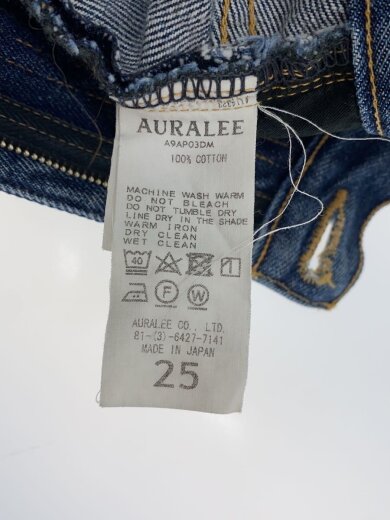 AURALEE
A9AP03DM
100% COTTON
MACHINE WASH WARM
DO NOT BLEACH
DO NOT TUMBLE DRY
LINE DRY IN THE SHADE
WARM IRON
DRY CLEAN
WET CLEAN
40
F W
AURALEE CO., LTD.
81-(3)-6427-7141
MADE IN JAPAN
25